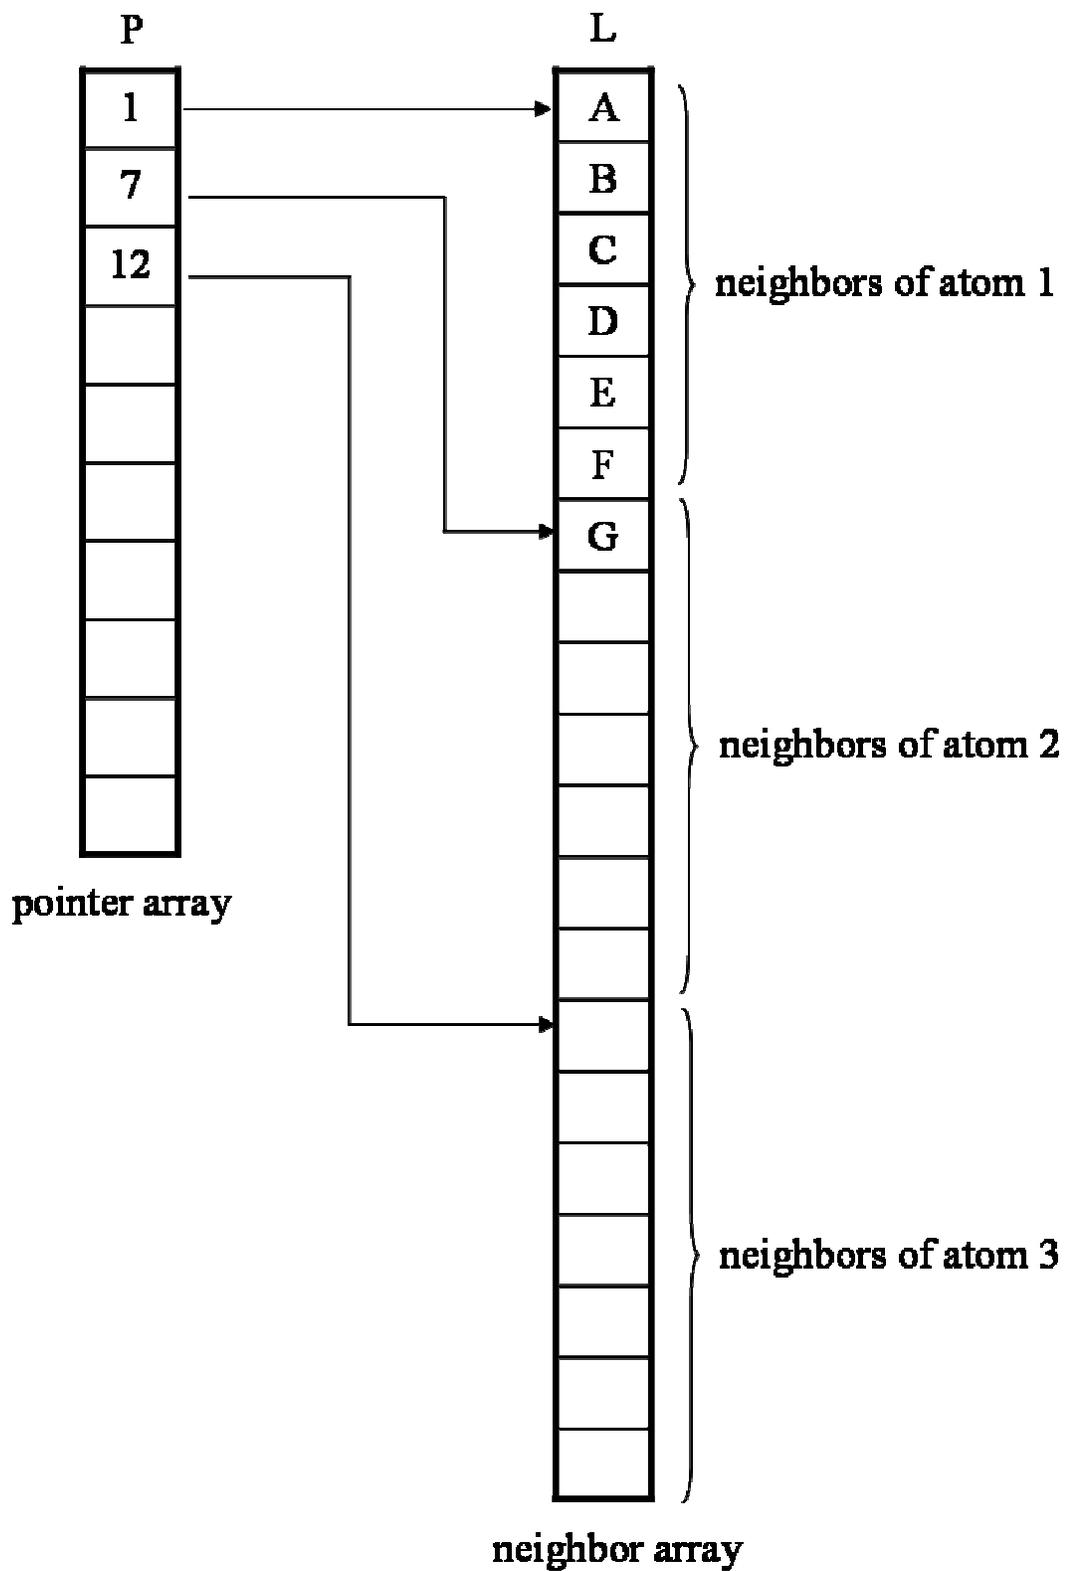 P
L
1
7
12
pointer array
A
B
C
D
E
F
G
neighbors of atom 1
neighbors of atom 2
neighbors of atom 3
neighbor array